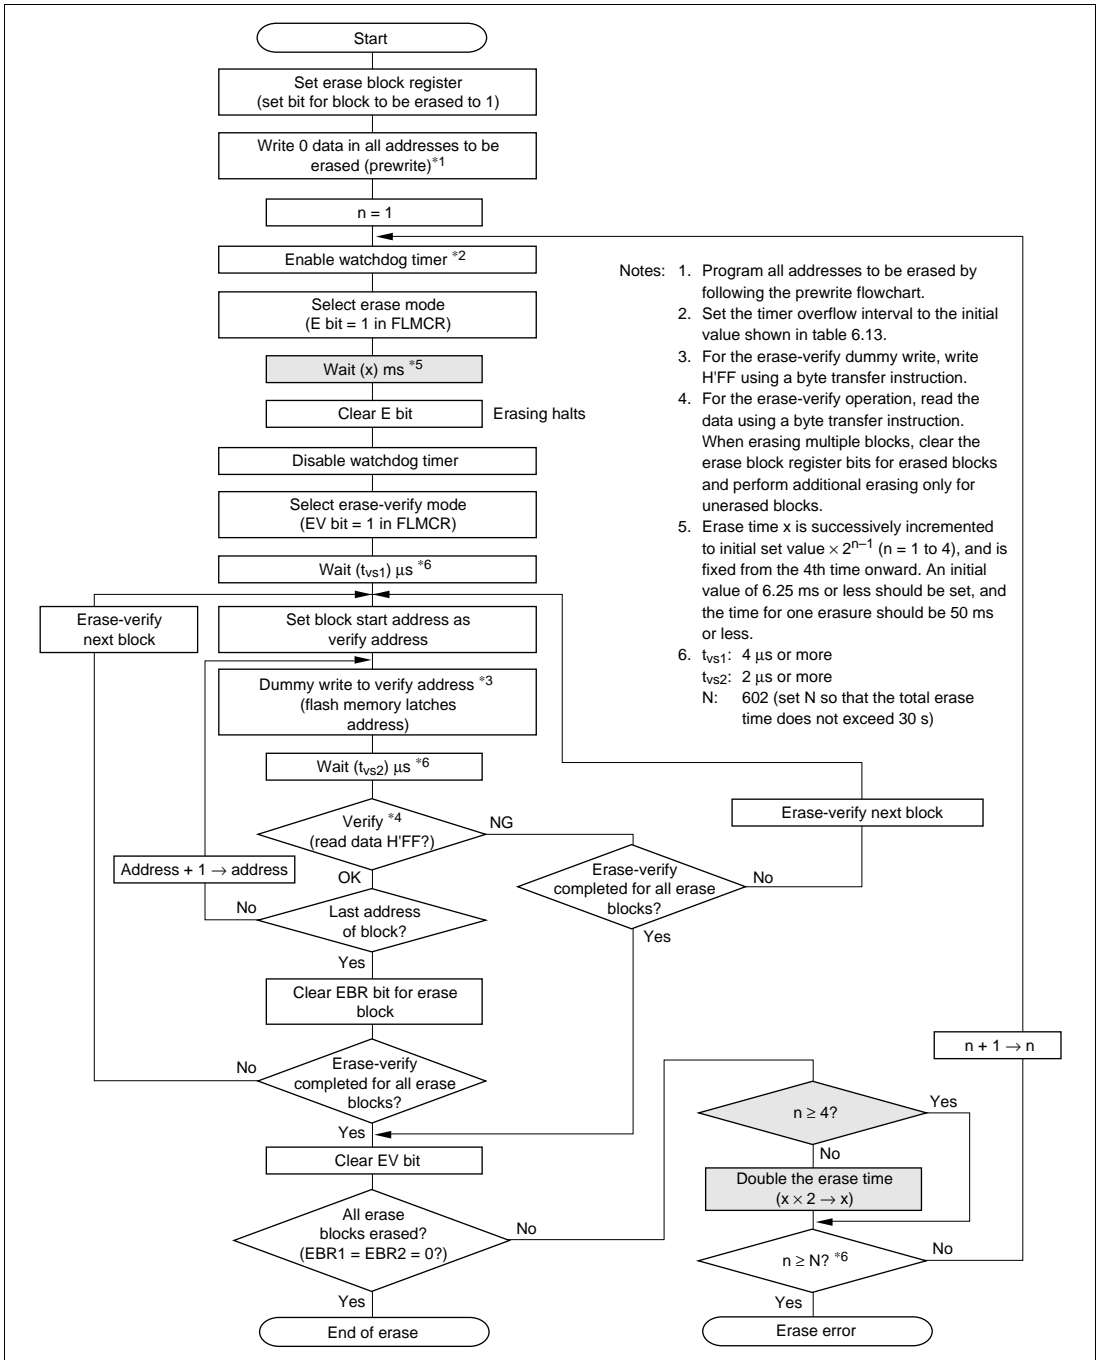 Start
Set erase block register
(set bit for block to be erased to 1)
Write 0 data in all addresses to be
erased (prewrite)*1
n = 1
Enable watchdog timer *2
Select erase mode
(E bit = 1 in FLMCR)
Wait (x) ms *5
Clear E bit
Erasing halts
Disable watchdog timer
Select erase-verify mode
(EV bit = 1 in FLMCR)
Wait (tvs1) μs *6
Erase-verify
next block
Set block start address as
verify address
Dummy write to verify address *3
(flash memory latches
address)
Wait (tvs2) μs *6
Verify *4
(read data H'FF?)
NG
OK
Address + 1 → address
No
Last address
of block?
Yes
Clear EBR bit for erase
block
No
Erase-verify
completed for all erase
blocks?
Yes
Clear EV bit
All erase
blocks erased?
(EBR1 = EBR2 = 0?)
No
Yes
End of erase
Notes: 1. Program all addresses to be erased by
following the prewrite flowchart.
2. Set the timer overflow interval to the initial
value shown in table 6.13.
3. For the erase-verify dummy write, write
H'FF using a byte transfer instruction.
4. For the erase-verify operation, read the
data using a byte transfer instruction.
When erasing multiple blocks, clear the
erase block register bits for erased blocks
and perform additional erasing only for
unerased blocks.
5. Erase time x is successively incremented
to initial set value × 2n–1 (n = 1 to 4), and is
fixed from the 4th time onward. An initial
value of 6.25 ms or less should be set, and
the time for one erasure should be 50 ms
or less.
6. tvs1: 4 μs or more
tvs2: 2 μs or more
N: 602 (set N so that the total erase
time does not exceed 30 s)
Erase-verify next block
Erase-verify
completed for all erase
blocks?
No
Yes
n + 1 → n
n ≥ 4?
Yes
No
Double the erase time
(x × 2 → x)
n ≥ N? *6
No
Yes
Erase error